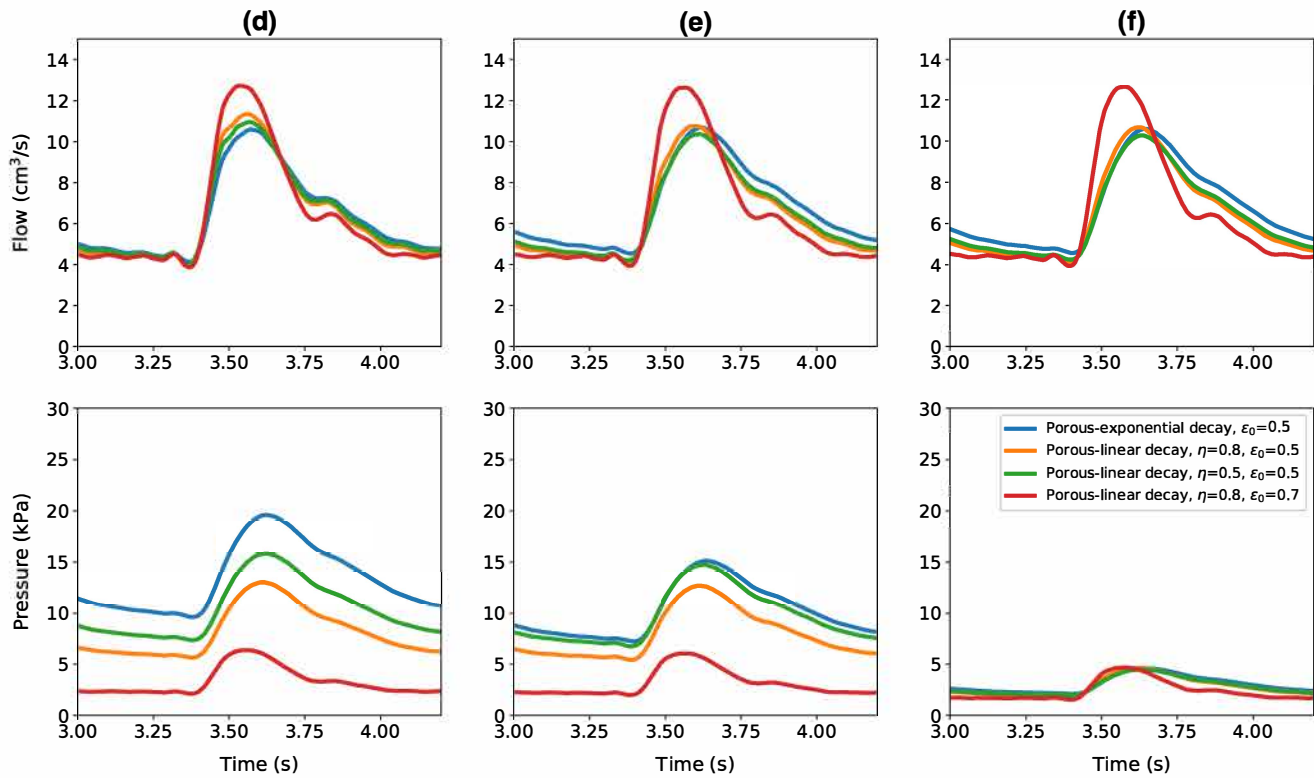 (d) (e) (f)
Flow (cm³/s)
14
12
10
8
6
4
2
0
3.00 3.25 3.50 3.75 4.00
14
12
10
8
6
4
2
0
3.00 3.25 3.50 3.75 4.00
14
12
10
8
6
4
2
0
3.00 3.25 3.50 3.75 4.00
Pressure (kPa)
30
25
20
15
10
5
0
3.00 3.25 3.50 3.75 4.00
Time (s)
30
25
20
15
10
5
0
3.00 3.25 3.50 3.75 4.00
Time (s)
30
25
20
15
10
5
0
Porous-exponential decay, ε₀=0.5
Porous-linear decay, η=0.8, ε₀=0.5
Porous-linear decay, η=0.5, ε₀=0.5
Porous-linear decay, η=0.8, ε₀=0.7
3.00 3.25 3.50 3.75 4.00
Time (s)